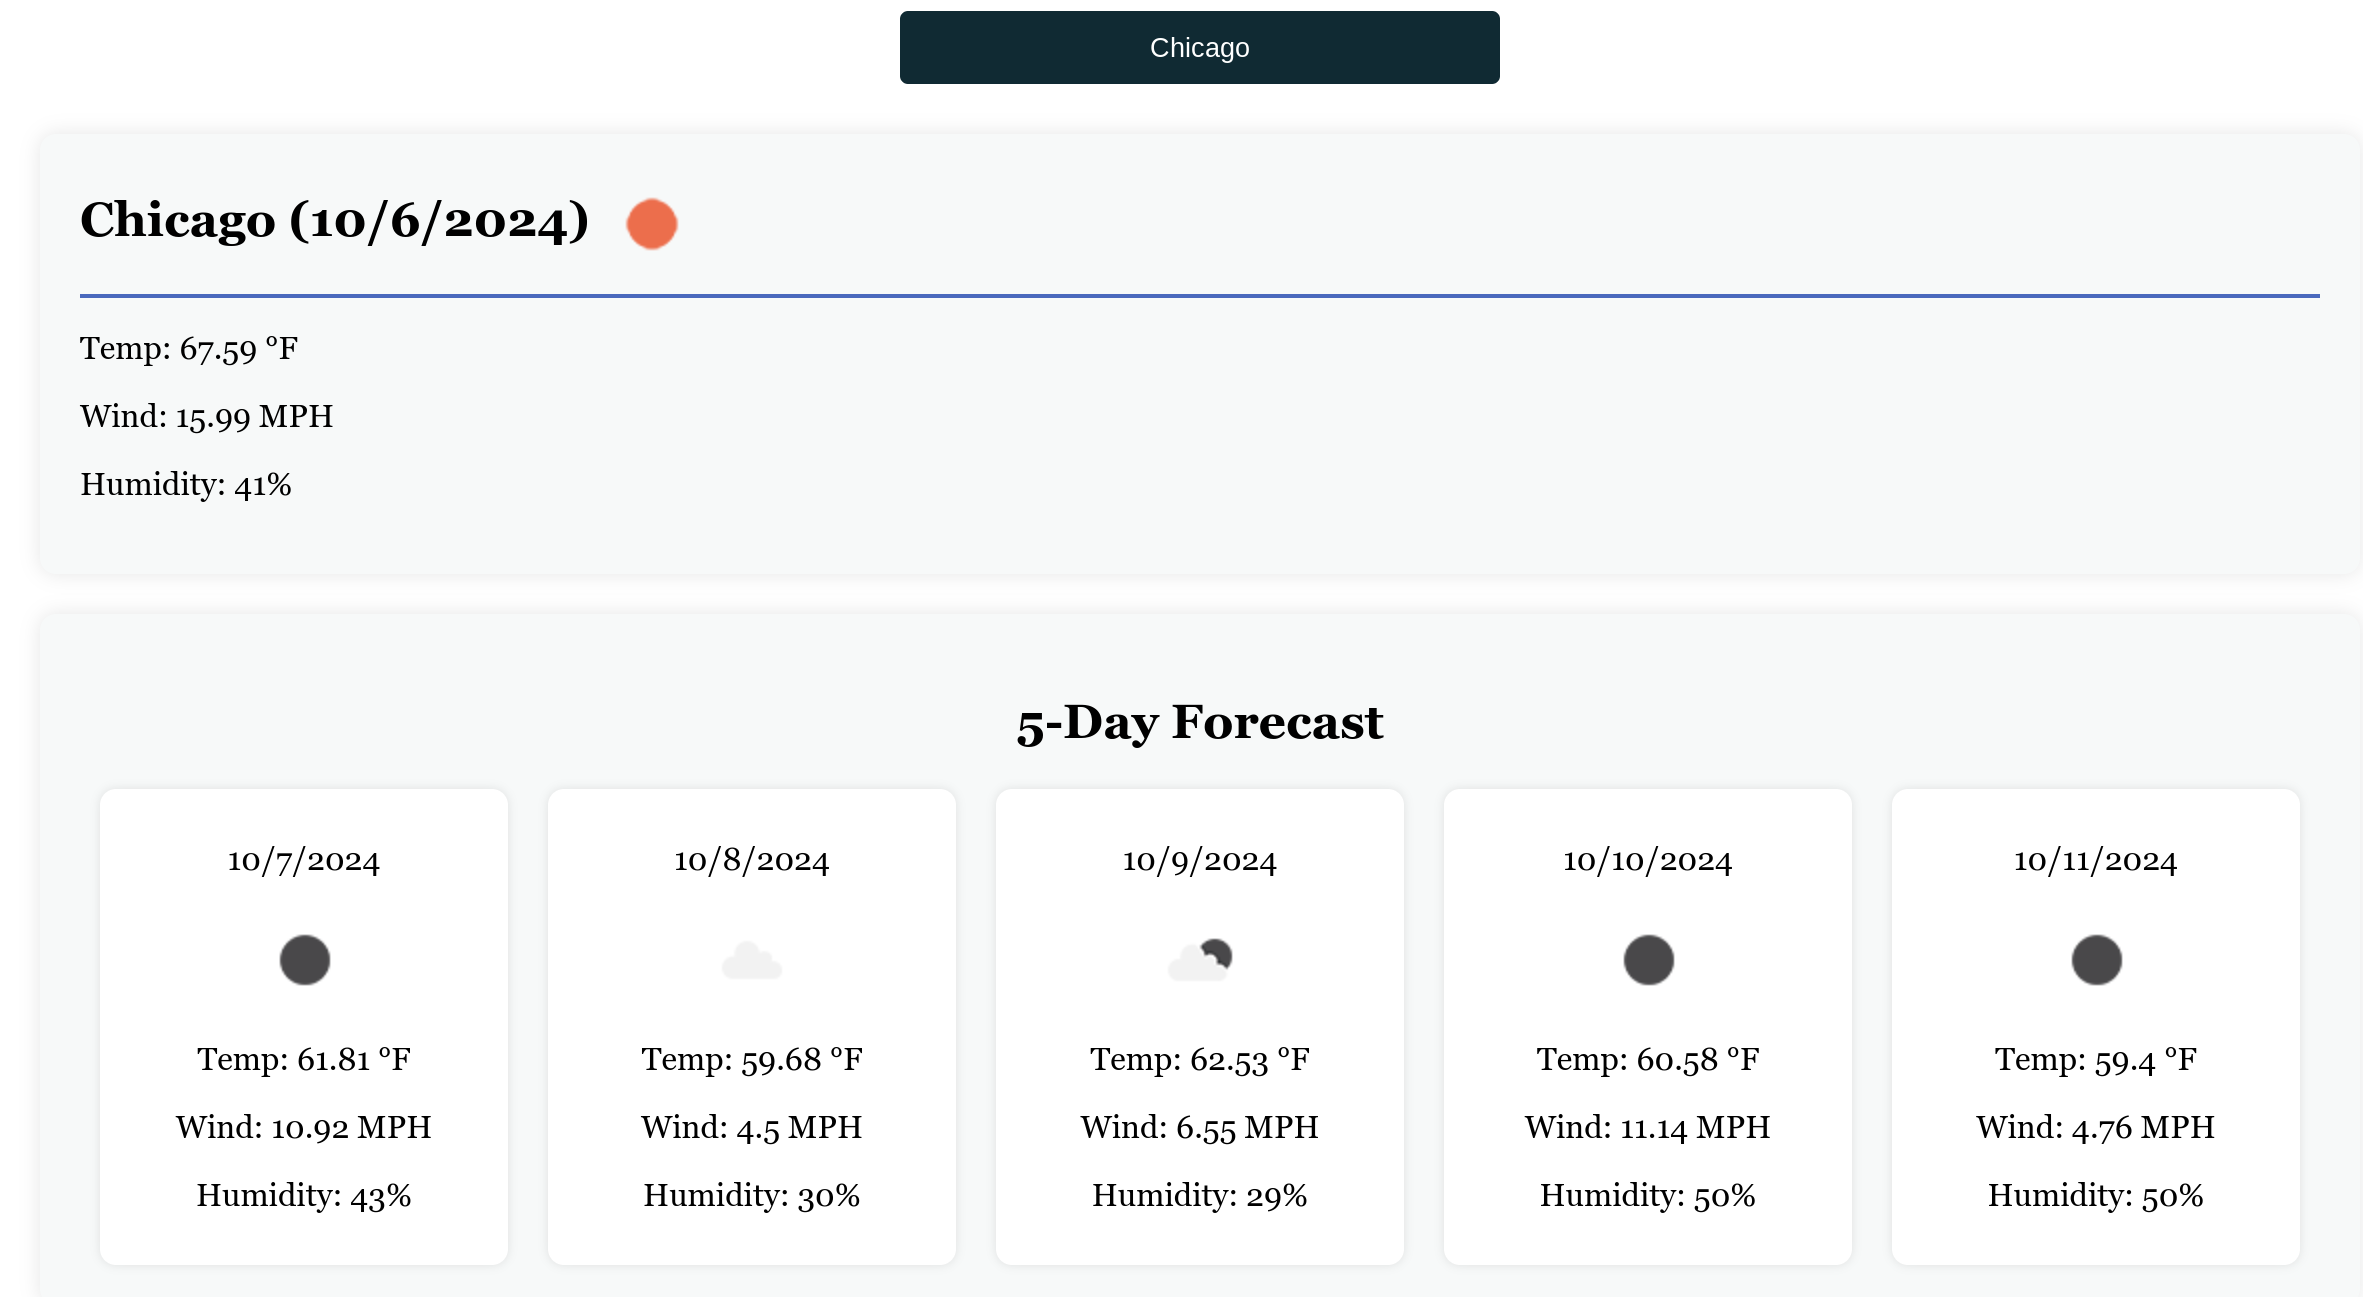 Chicago
Chicago (10/6/2024)
Temp: 67.59 °F
Wind: 15.99 MPH
Humidity: 41%
5-Day Forecast
10/7/2024
Temp: 61.81 °F
Wind: 10.92 MPH
Humidity: 43%
10/8/2024
Temp: 59.68 °F
Wind: 4.5 MPH
Humidity: 30%
10/9/2024
Temp: 62.53 °F
Wind: 6.55 MPH
Humidity: 29%
10/10/2024
Temp: 60.58 °F
Wind: 11.14 MPH
Humidity: 50%
10/11/2024
Temp: 59.4 °F
Wind: 4.76 MPH
Humidity: 50%